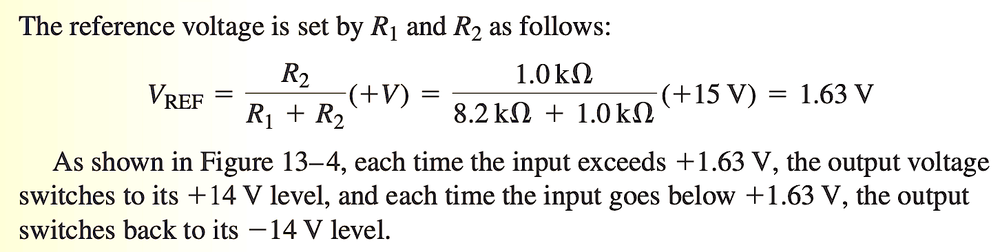 The reference voltage is set by R₁ and R₂ as follows:
V_REF = R₂ / (R₁ + R₂) (+V) = 1.0 kΩ / (8.2 kΩ + 1.0 kΩ) (+15 V) = 1.63 V
As shown in Figure 13–4, each time the input exceeds +1.63 V, the output voltage
switches to its +14 V level, and each time the input goes below +1.63 V, the output
switches back to its −14 V level.